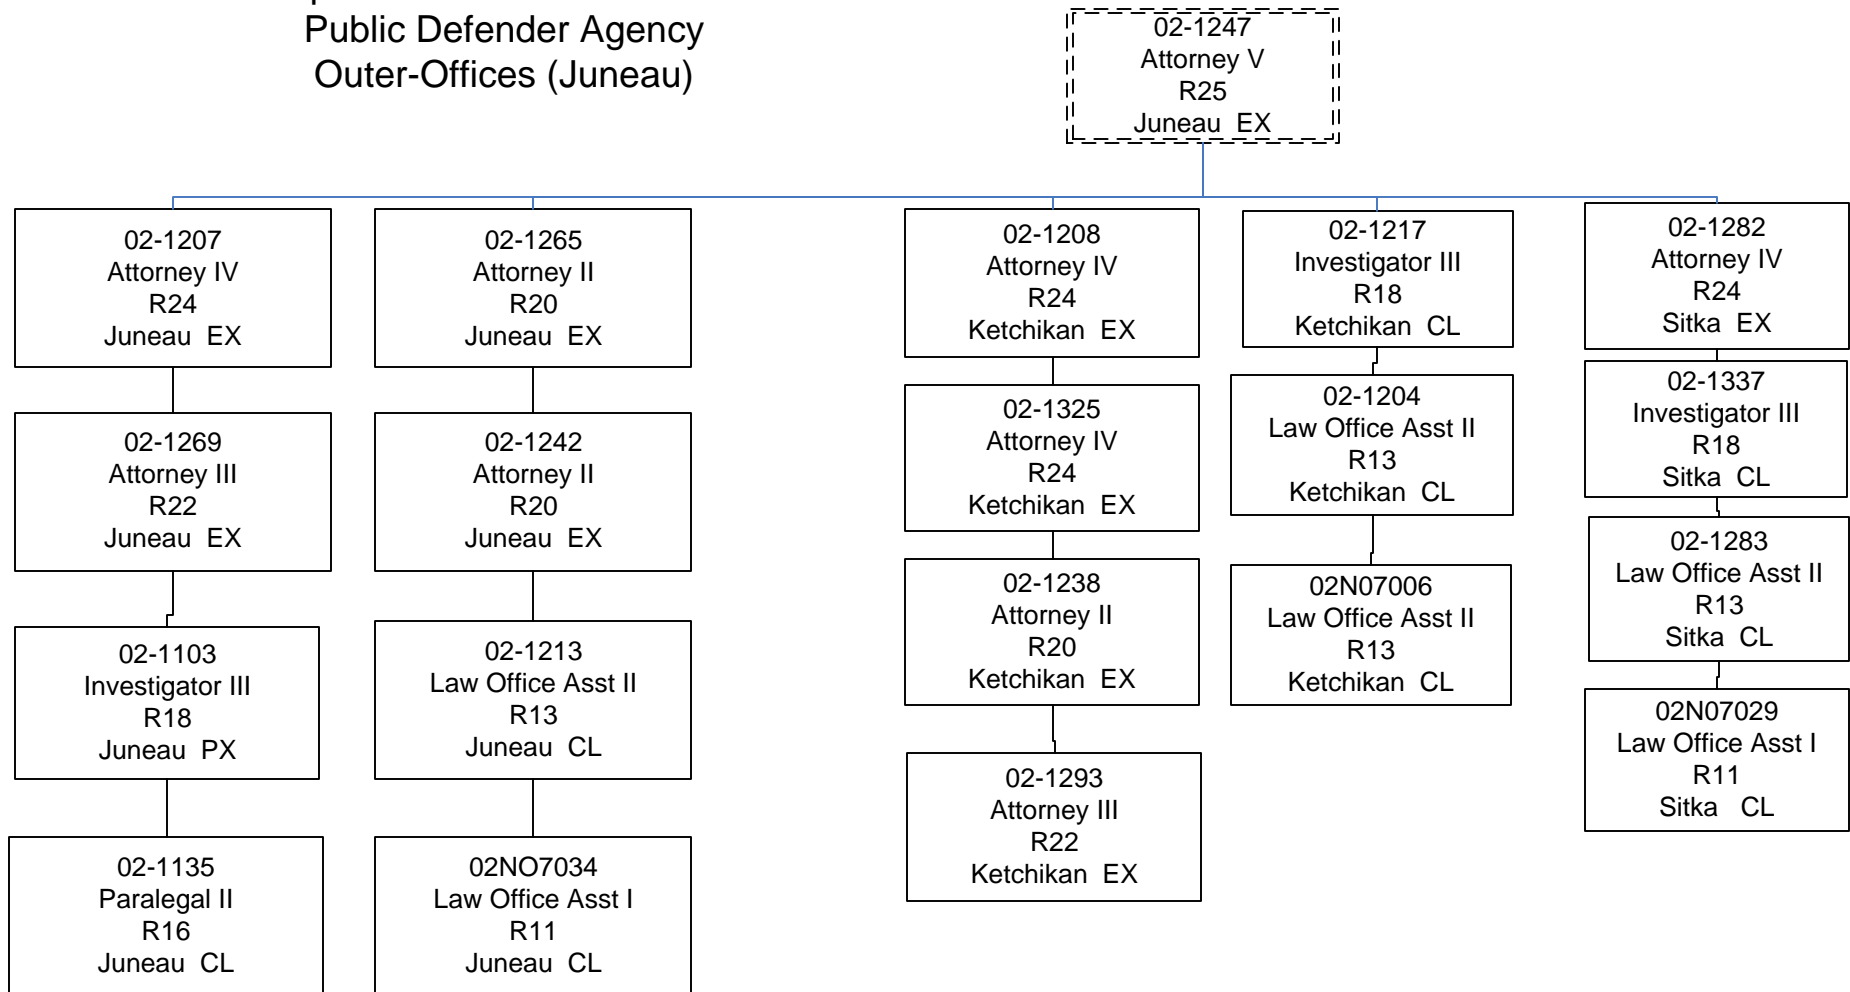 Public Defender Agency
Outer-Offices (Juneau)
02-1247
Attorney V
R25
Juneau  EX
02-1207
Attorney IV
R24
Juneau  EX
02-1269
Attorney III
R22
Juneau  EX
02-1103
Investigator III
R18
Juneau  PX
02-1135
Paralegal II
R16
Juneau  CL
02-1265
Attorney II
R20
Juneau  EX
02-1242
Attorney II
R20
Juneau  EX
02-1213
Law Office Asst II
R13
Juneau  CL
02NO7034
Law Office Asst I
R11
Juneau  CL
02-1208
Attorney IV
R24
Ketchikan  EX
02-1325
Attorney IV
R24
Ketchikan  EX
02-1238
Attorney II
R20
Ketchikan  EX
02-1293
Attorney III
R22
Ketchikan  EX
02-1217
Investigator III
R18
Ketchikan  CL
02-1204
Law Office Asst II
R13
Ketchikan  CL
02N07006
Law Office Asst II
R13
Ketchikan  CL
02-1282
Attorney IV
R24
Sitka  EX
02-1337
Investigator III
R18
Sitka  CL
02-1283
Law Office Asst II
R13
Sitka  CL
02N07029
Law Office Asst I
R11
Sitka   CL